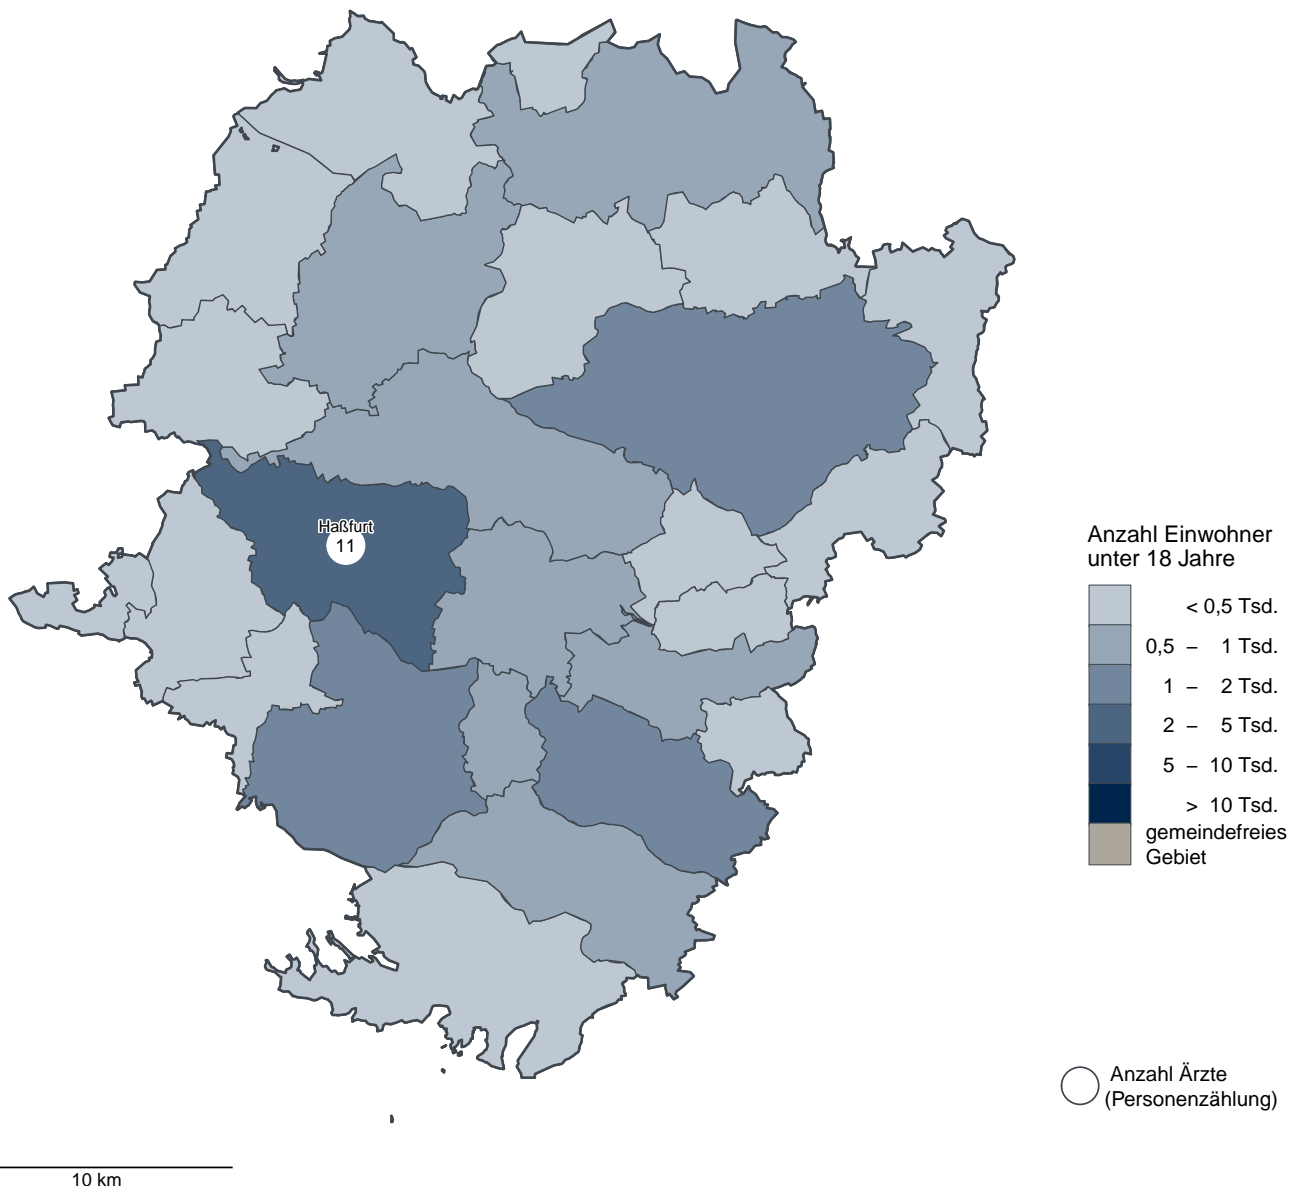 Haßfurt
11
Anzahl Einwohner
unter 18 Jahre
< 0,5 Tsd.
0,5 – 1 Tsd.
1 – 2 Tsd.
2 – 5 Tsd.
5 – 10 Tsd.
> 10 Tsd.
gemeindefreies
Gebiet
Anzahl Ärzte
(Personenzählung)
10 km